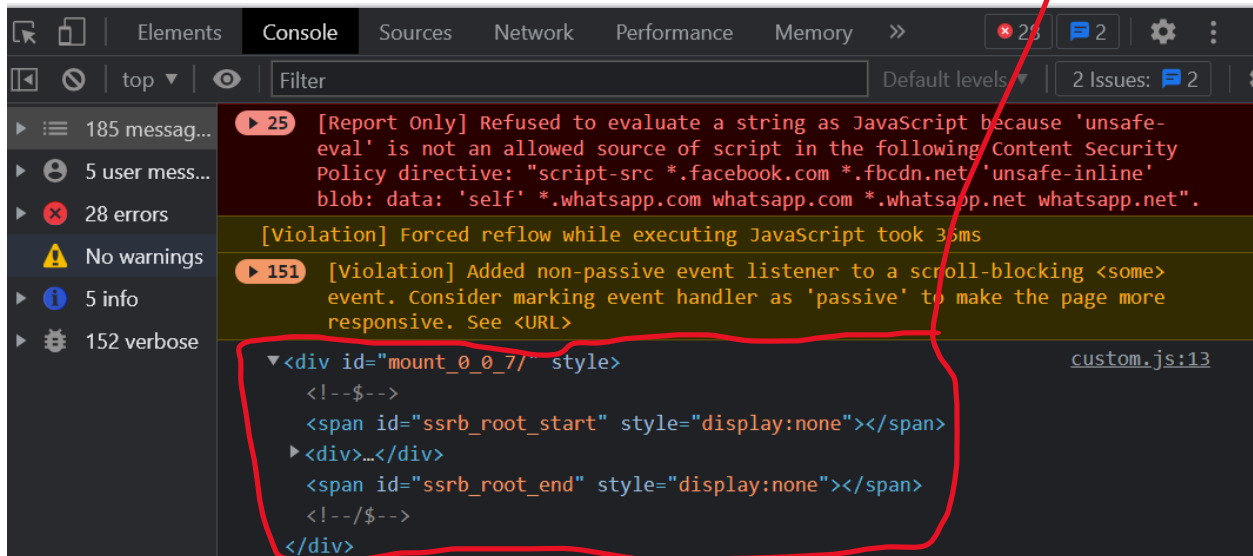 Elements Console Sources Network Performance Memory » 28 2
top ▼ Filter Default levels ▼ 2 Issues: 2
185 messag...
5 user mess...
28 errors
No warnings
5 info
152 verbose
25 [Report Only] Refused to evaluate a string as JavaScript because 'unsafe-
eval' is not an allowed source of script in the following Content Security
Policy directive: "script-src *.facebook.com *.fbcdn.net 'unsafe-inline'
blob: data: 'self' *.whatsapp.com whatsapp.com *.whatsapp.net whatsapp.net".
[Violation] Forced reflow while executing JavaScript took 36ms
151 [Violation] Added non-passive event listener to a scroll-blocking <some>
event. Consider marking event handler as 'passive' to make the page more
responsive. See <URL>
▼<div id="mount_0_0_7/" style> custom.js:13
<!--$-->
<span id="ssrb_root_start" style="display:none"></span>
▶<div>…</div>
<span id="ssrb_root_end" style="display:none"></span>
<!--/$-->
</div>